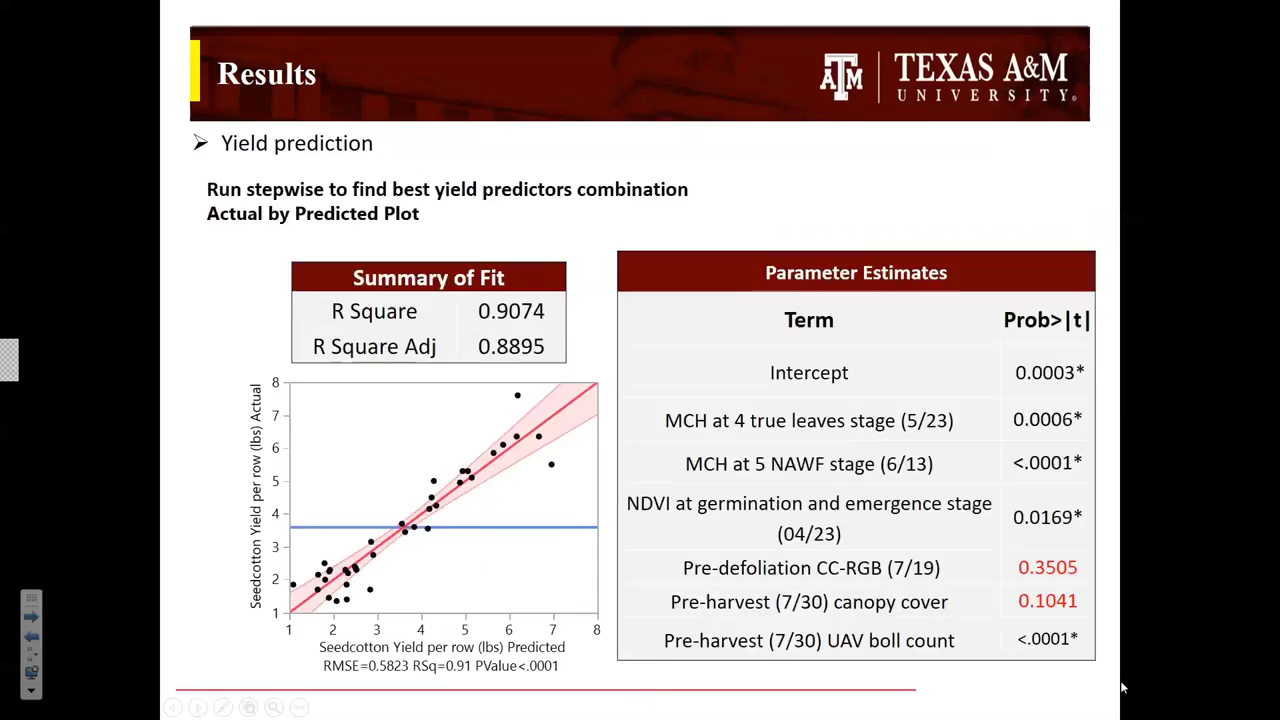 Results
TEXAS A&M
UNIVERSITY®
ATM
Yield prediction
Run stepwise to find best yield predictors combination
Actual by Predicted Plot
Summary of Fit
R Square 0.9074
R Square Adj 0.8895
Parameter Estimates
Term Prob>|t|
Intercept 0.0003*
MCH at 4 true leaves stage (5/23) 0.0006*
MCH at 5 NAWF stage (6/13) <.0001*
NDVI at germination and emergence stage
(04/23) 0.0169*
Pre-defoliation CC-RGB (7/19) 0.3505
Pre-harvest (7/30) canopy cover 0.1041
Pre-harvest (7/30) UAV boll count <.0001*
Seedcotton Yield per row (lbs) Actual
8
7
6
5
4
3
2
1
1 2 3 4 5 6 7 8
Seedcotton Yield per row (lbs) Predicted
RMSE=0.5823 RSq=0.91 PValue<.0001